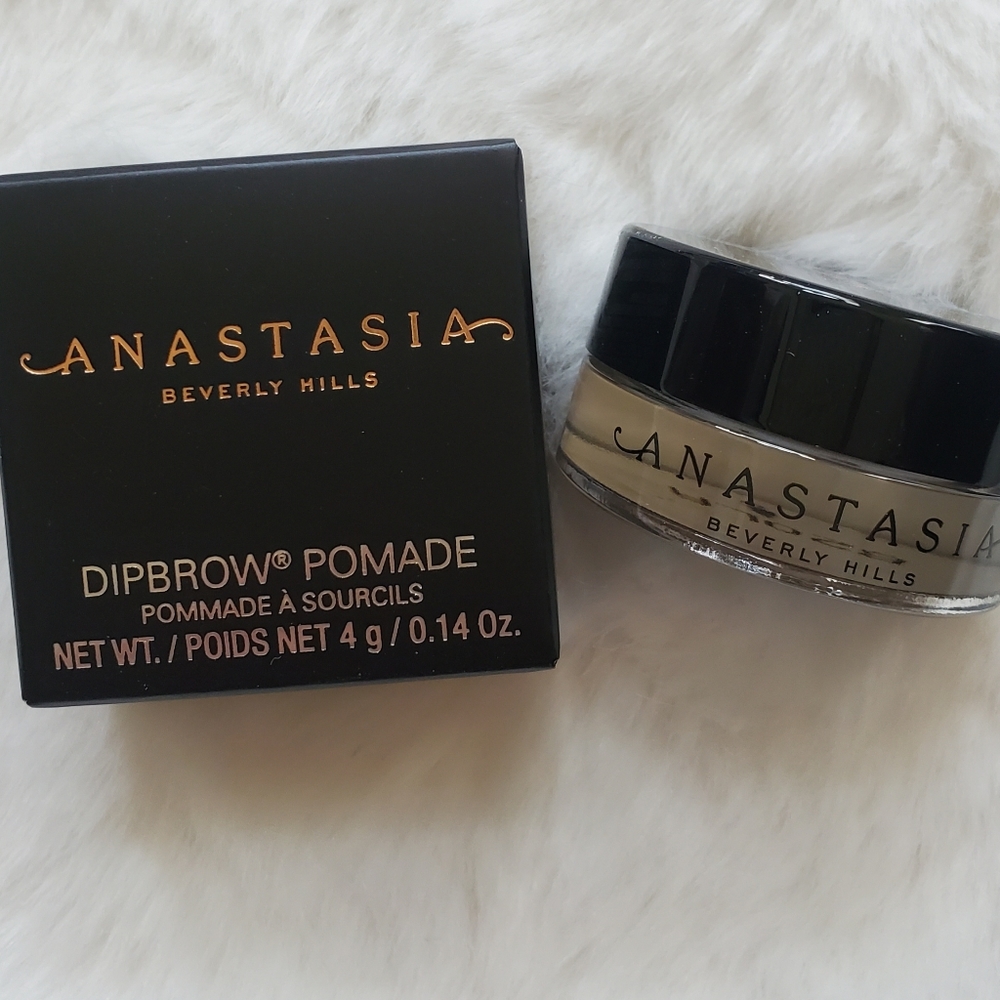 ANASTASIA
BEVERLY HILLS
DIPBROW® POMADE
POMMADE À SOURCILS
NET WT. / POIDS NET 4 g / 0.14 Oz.
ANASTASIA
BEVERLY HILLS